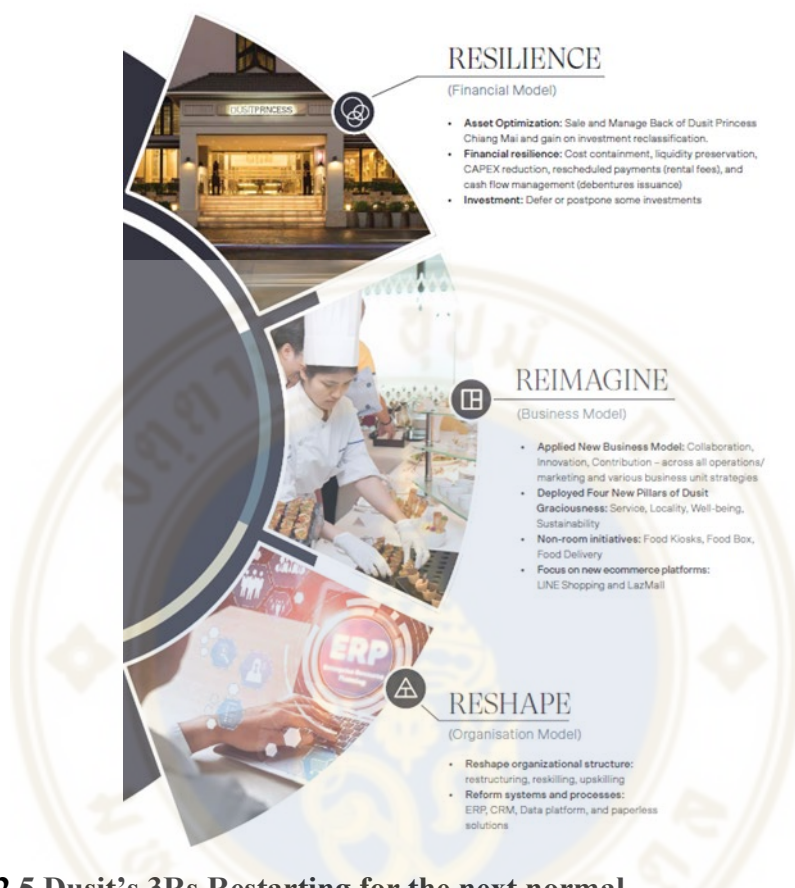 RESILIENCE
(Financial Model)
• Asset Optimization: Sale and Manage Back of Dusit Princess
Chiang Mai and gain on investment reclassification.
• Financial resilience: Cost containment, liquidity preservation,
CAPEX reduction, rescheduled payments (rental fees), and
cash flow management (debentures issuance)
• Investment: Defer or postpone some investments
DUSIT PRINCESS
REIMAGINE
(Business Model)
• Applied New Business Model: Collaboration,
Innovation, Contribution – across all operations/
marketing and various business unit strategies
• Deployed Four New Pillars of Dusit
Graciousness: Service, Locality, Well-being,
Sustainability
• Non-room initiatives: Food Kiosks, Food Box,
Food Delivery
• Focus on new ecommerce platforms:
LINE Shopping and LazMall
ERP
Enterprise Resource
Planning
RESHAPE
(Organisation Model)
• Reshape organizational structure:
restructuring, reskilling, upskilling
• Reform systems and processes:
ERP, CRM, Data platform, and paperless
solutions
2.5 Dusit's 3Rs Restarting for the next normal